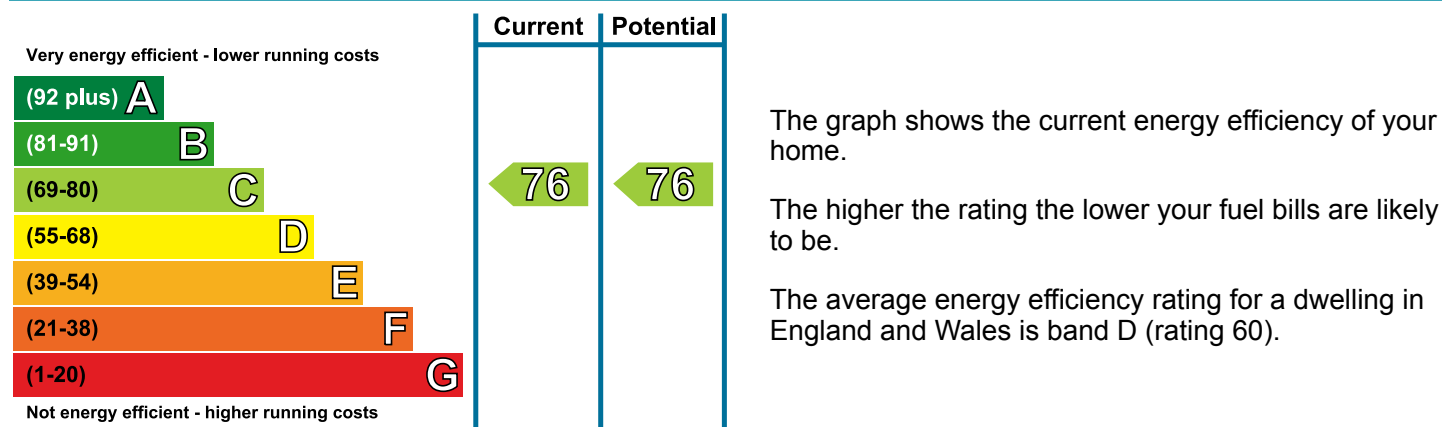 Current Potential
Very energy efficient - lower running costs
(92 plus) A
(81-91) B
(69-80) C
76 76
(55-68) D
(39-54) E
(21-38) F
(1-20) G
Not energy efficient - higher running costs
The graph shows the current energy efficiency of your
home.
The higher the rating the lower your fuel bills are likely
to be.
The average energy efficiency rating for a dwelling in
England and Wales is band D (rating 60).